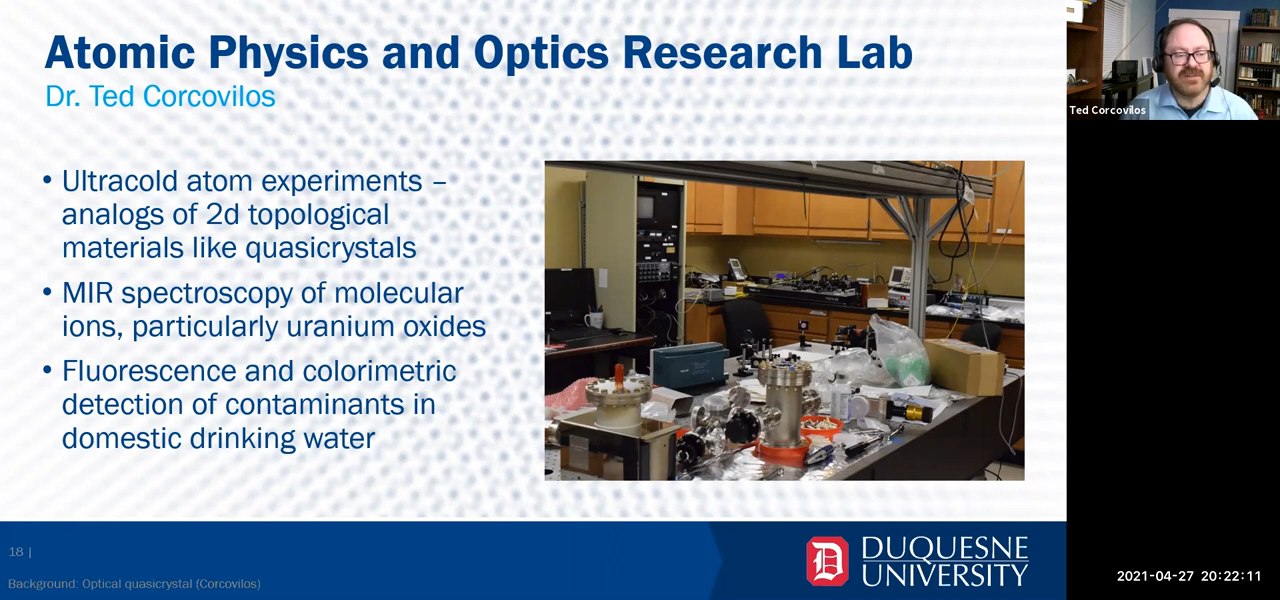 Atomic Physics and Optics Research Lab
Dr. Ted Corcovilos
• Ultracold atom experiments –
analogs of 2d topological
materials like quasicrystals
• MIR spectroscopy of molecular
ions, particularly uranium oxides
• Fluorescence and colorimetric
detection of contaminants in
domestic drinking water
18 |
Background: Optical quasicrystal (Corcovilos)
D
DUQUESNE
UNIVERSITY
Ted Corcovilos
2021-04-27 20:22:11